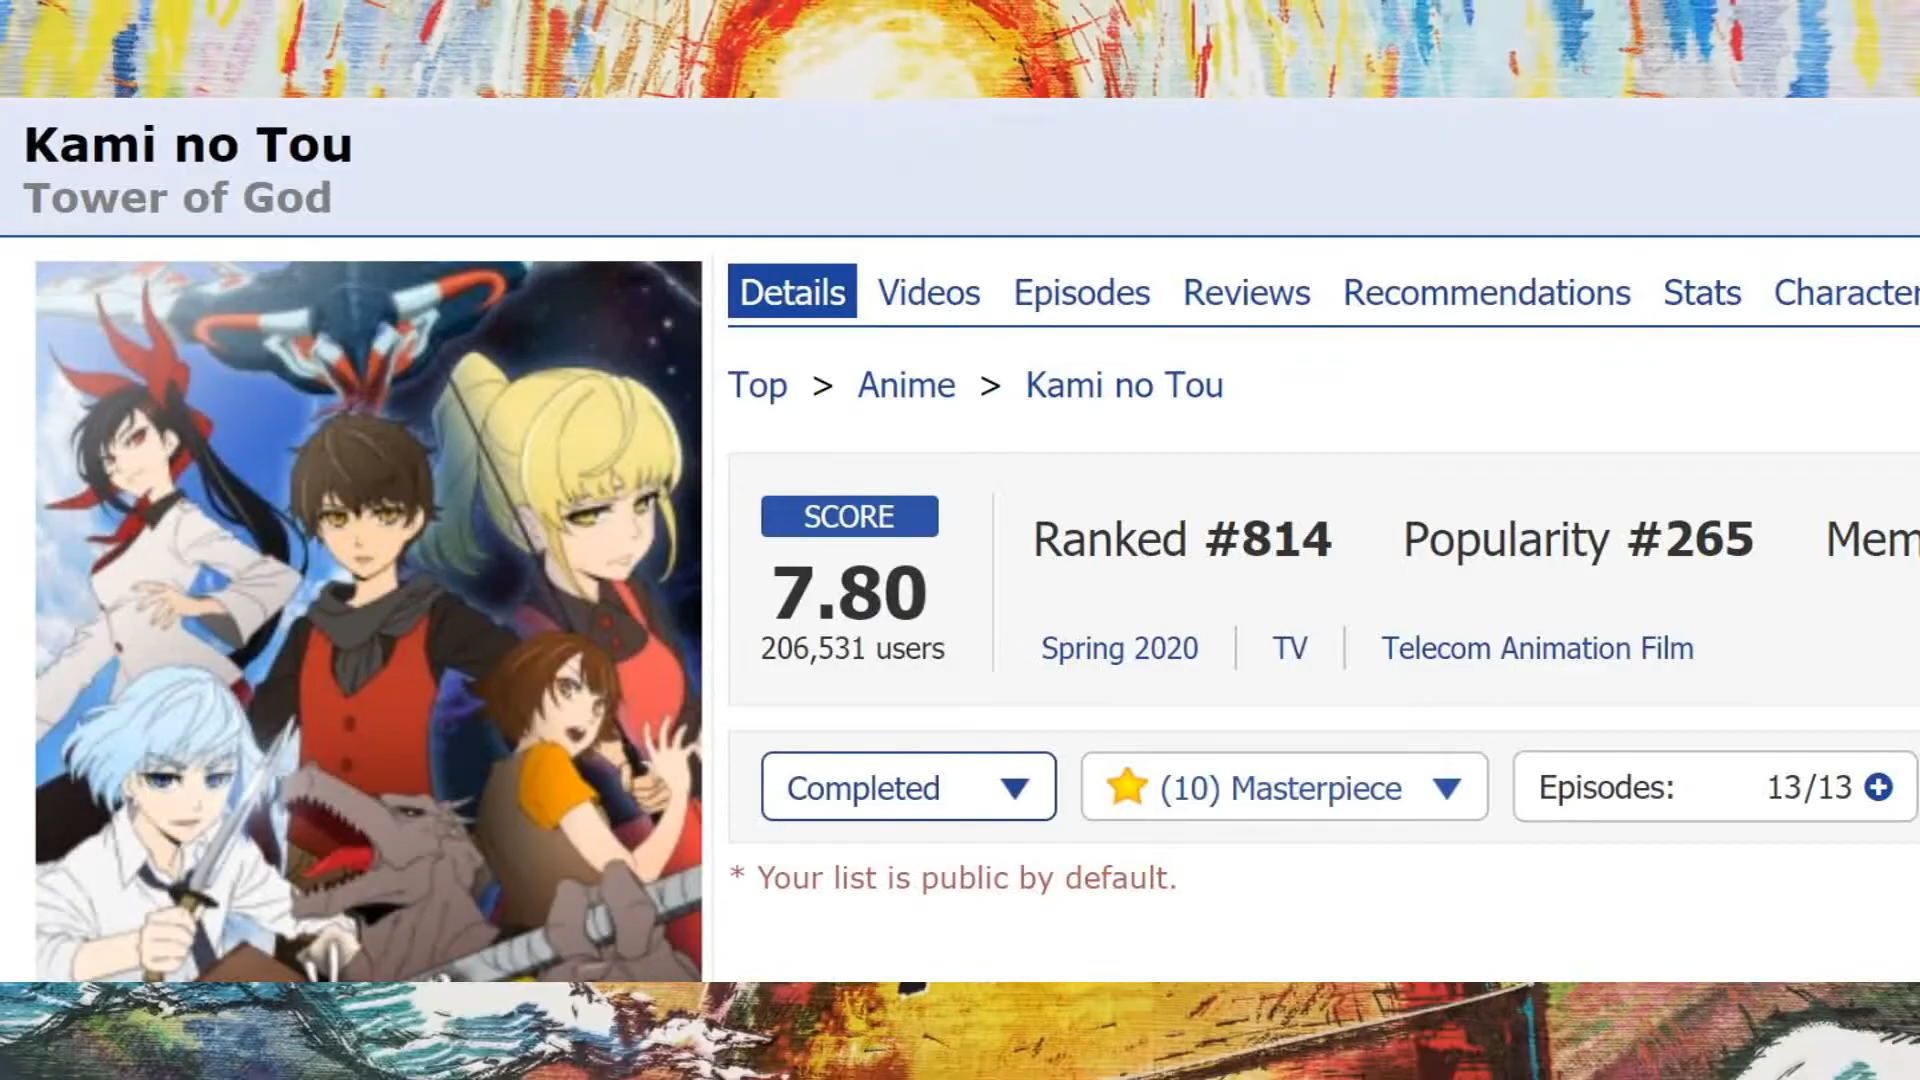 Kami no Tou
Tower of God
Details Videos Episodes Reviews Recommendations Stats Character
Top > Anime > Kami no Tou
SCORE
7.80
206,531 users
Ranked #814 Popularity #265 Mem
Spring 2020 TV Telecom Animation Film
Completed (10) Masterpiece Episodes: 13/13
* Your list is public by default.